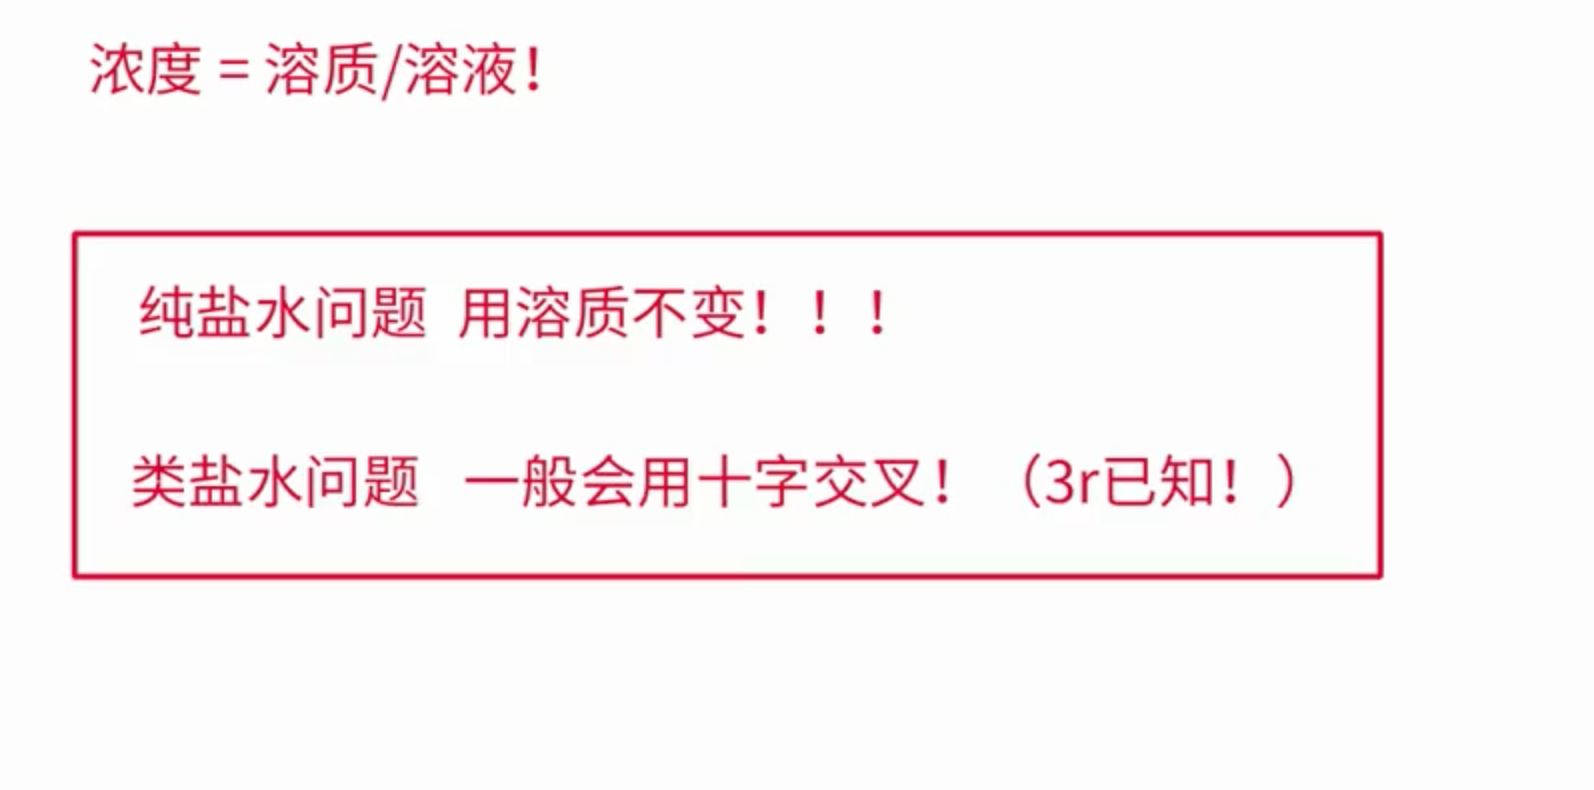 浓度 = 溶质/溶液！
纯盐水问题 用溶质不变！！！
类盐水问题 一般会用十字交叉！（3r已知！）